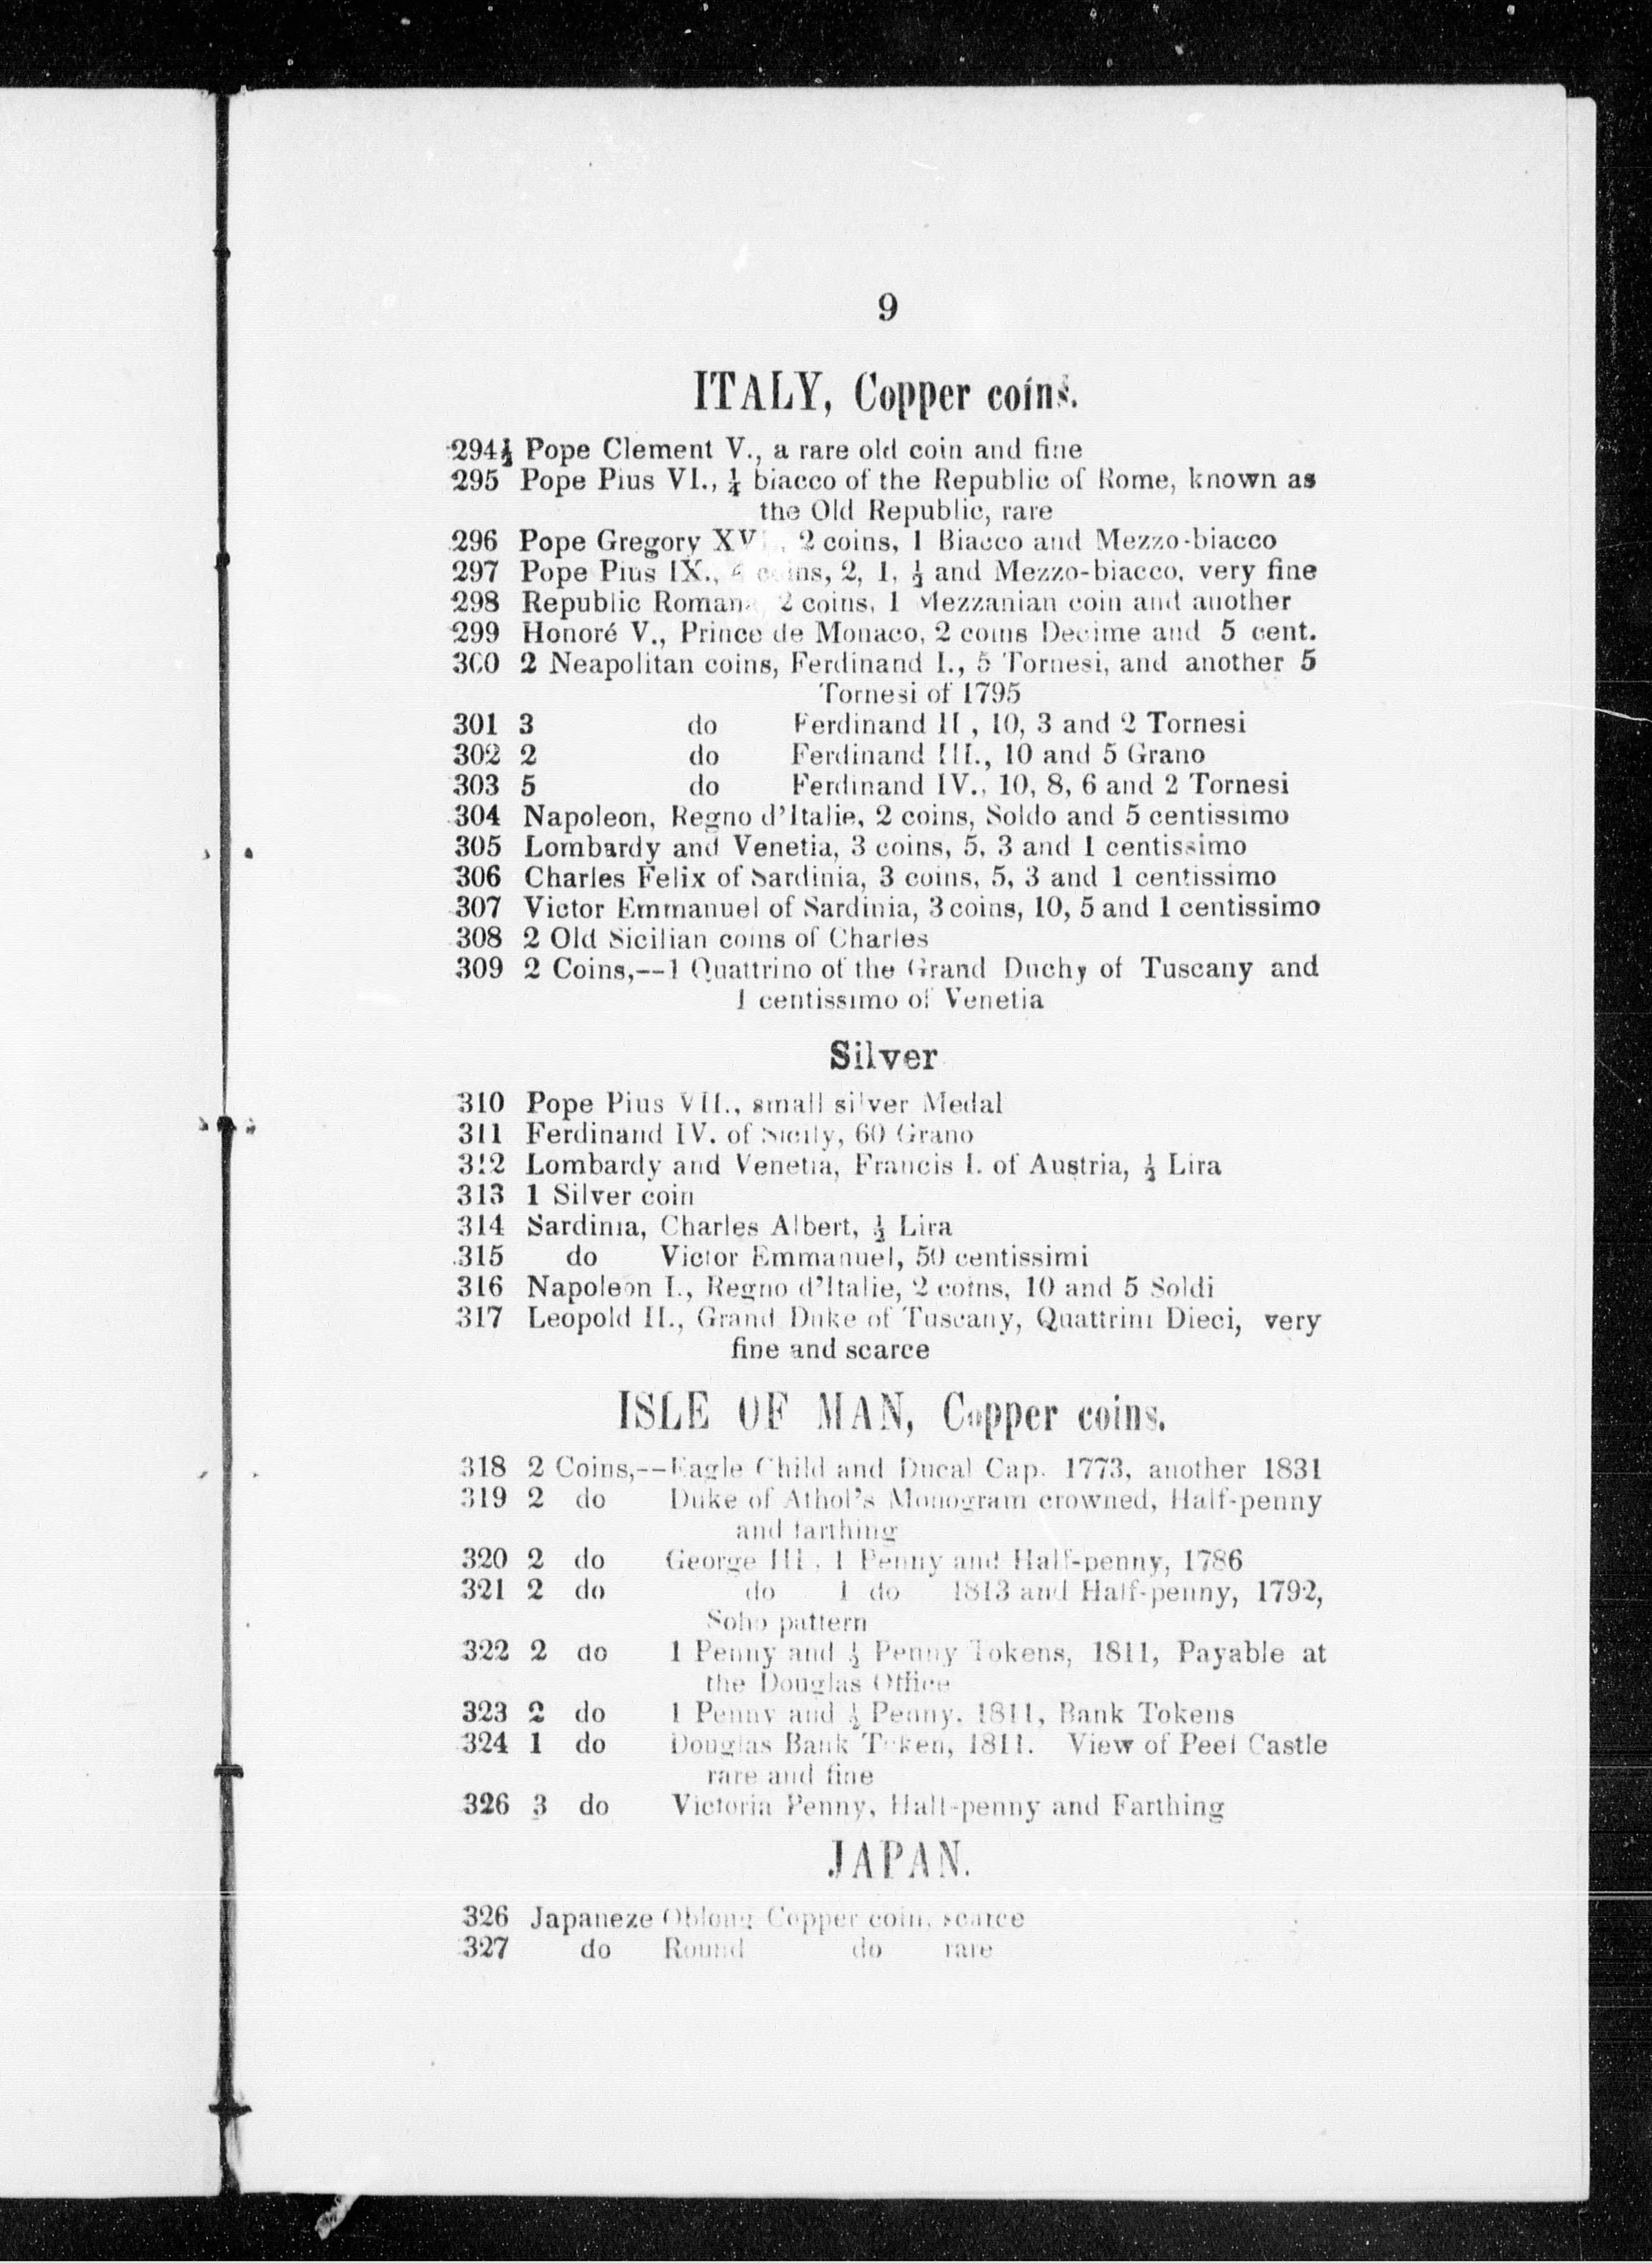 9
ITALY, Copper coins.
294½ Pope Clement V., a rare old coin and fine
295 Pope Pius VI., ¼ biacco of the Republic of Rome, known as
the Old Republic, rare
296 Pope Gregory 2 coins, 1 Biacco and Mezzo-biacco
297 Pope Pius IX., coins, 2, 1, ½ and Mezzo-biacco, very fine
298 Republic Romana 2 coins, 1 Mezzanian coin and another
299 Honoré V., Prince de Monaco, 2 coins Decime and 5 cent.
300 2 Neapolitan coins, Ferdinand I., 5 Tornesi, and another 5
Tornesi of 1795
301 3 do Ferdinand II , 10, 3 and 2 Tornesi
302 2 do Ferdinand III., 10 and 5 Grano
303 5 do Ferdinand IV., 10, 8, 6 and 2 Tornesi
304 Napoleon, Regno d'Italie, 2 coins, Soldo and 5 centissimo
305 Lombardy and Venetia, 3 coins, 5, 3 and 1 centissimo
306 Charles Felix of Sardinia, 3 coins, 5, 3 and 1 centissimo
307 Victor Emmanuel of Sardinia, 3 coins, 10, 5 and 1 centissimo
308 2 Old Sicilian coins of Charles
309 2 Coins,--1 Quattrino of the Grand Duchy of Tuscany and
1 centissimo of Venetia
Silver
310 Pope Pius VII., small silver Medal
311 Ferdinand IV. of Sicily, 60 Grano
312 Lombardy and Venetia, Francis I. of Austria, ½ Lira
313 1 Silver coin
314 Sardinia, Charles Albert, ½ Lira
315 do Victor Emmanuel, 50 centissimi
316 Napoleon I., Regno d'Italie, 2 coins, 10 and 5 Soldi
317 Leopold II., Grand Duke of Tuscany, Quattrini Dieci, very
fine and scarce
ISLE OF MAN, Copper coins.
318 2 Coins,--Eagle Child and Ducal Cap. 1773, another 1831
319 2 do Duke of Athol's Monogram crowned, Half-penny
and farthing
320 2 do George III , 1 Penny and Half-penny, 1786
321 2 do do 1 do 1813 and Half-penny, 1792,
Soho pattern
322 2 do 1 Penny and ½ Penny Tokens, 1811, Payable at
the Douglas Office
323 2 do 1 Penny and ½ Penny, 1811, Bank Tokens
324 1 do Douglas Bank Token, 1811. View of Peel Castle
rare and fine
326 3 do Victoria Penny, Half-penny and Farthing
JAPAN.
326 Japaneze Oblong Copper coin, scarce
327 do Round do rare